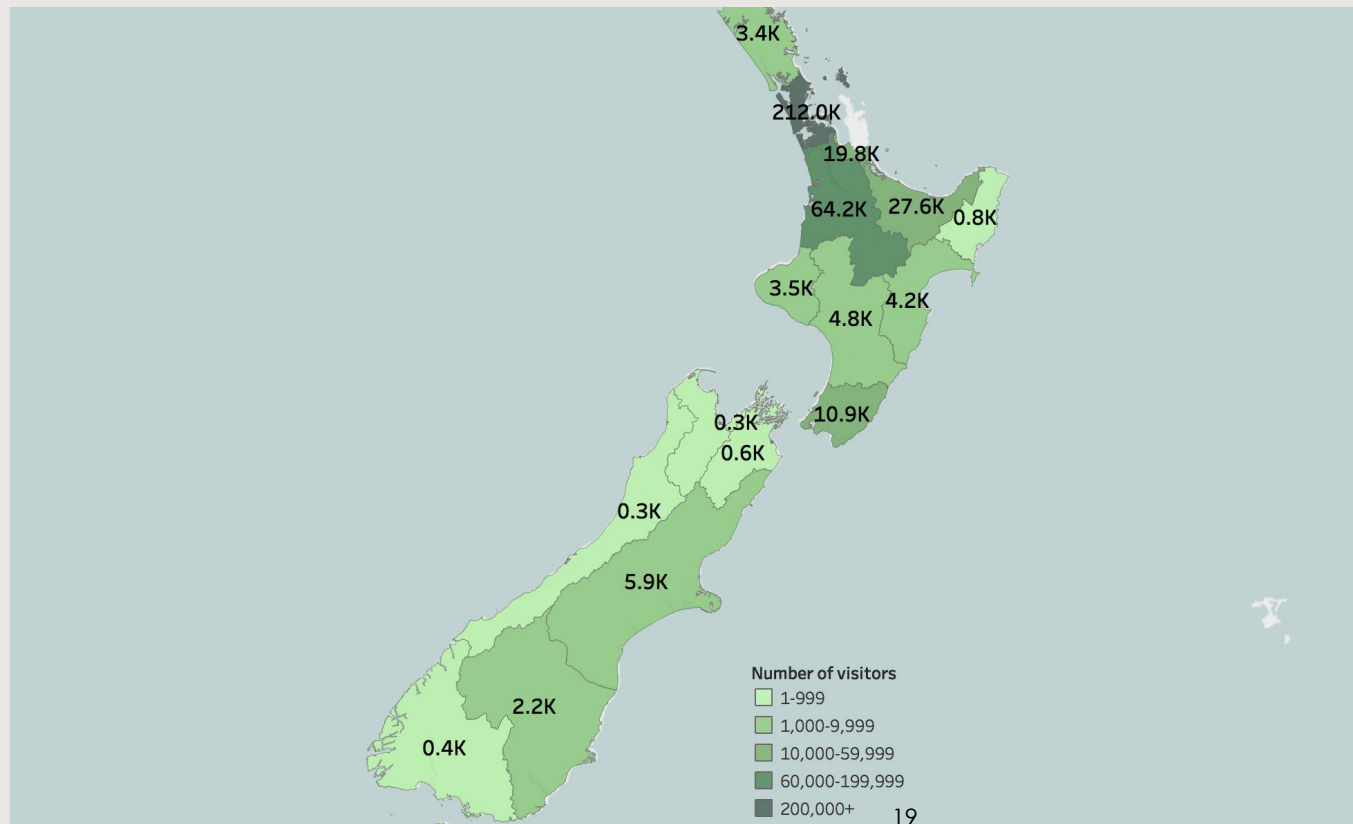 3.4K
212.0K
19.8K
64.2K
27.6K
0.8K
3.5K
4.2K
4.8K
10.9K
0.3K
0.6K
0.3K
5.9K
2.2K
0.4K
Number of visitors
1-999
1,000-9,999
10,000-59,999
60,000-199,999
200,000+
19